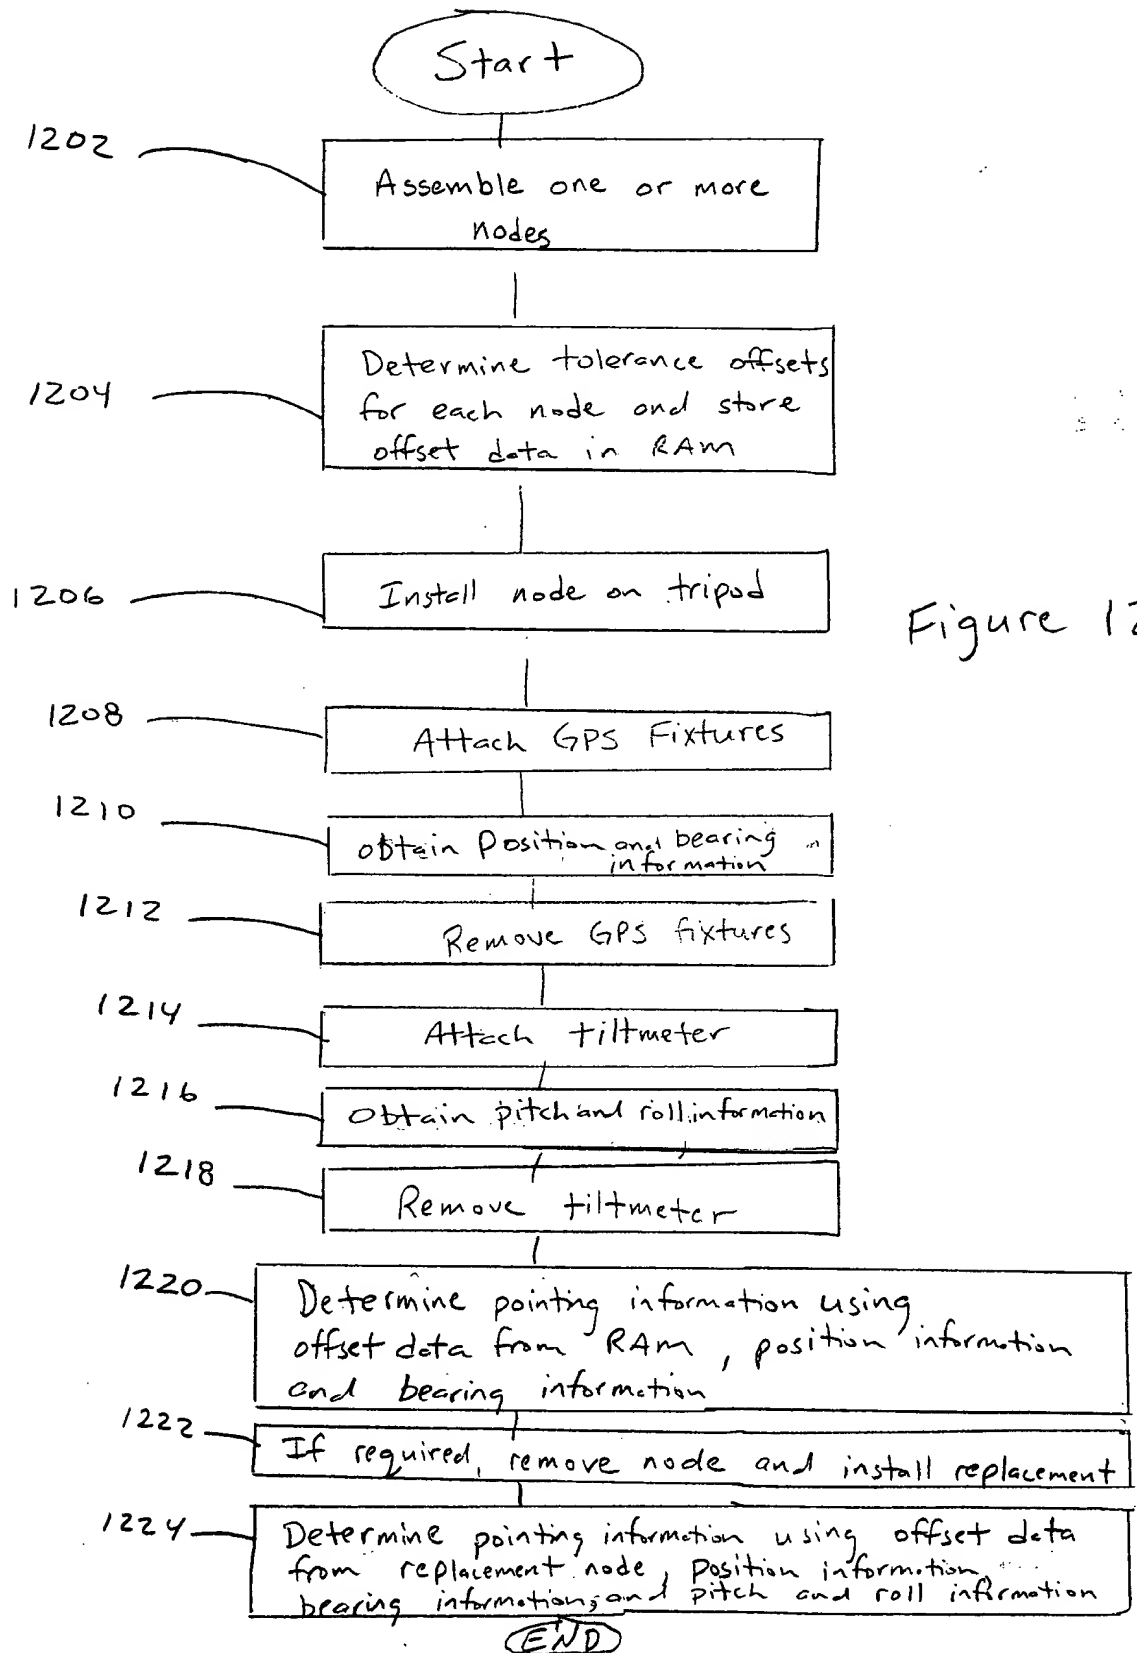 Start
1202
Assemble one or more
nodes
1204
Determine tolerance offsets
for each node and store
offset data in RAM
1206
Install node on tripod
Figure 12
1208
Attach GPS Fixtures
1210
obtain Position and bearing
information
1212
Remove GPS fixtures
1214
Attach tiltmeter
1216
Obtain pitch and roll information
1218
Remove tiltmeter
1220
Determine pointing information using
offset data from RAM, position information
and bearing information
1222
If required, remove node and install replacement
1224
Determine pointing information using offset data
from replacement node, position information,
bearing information, and pitch and roll information
END